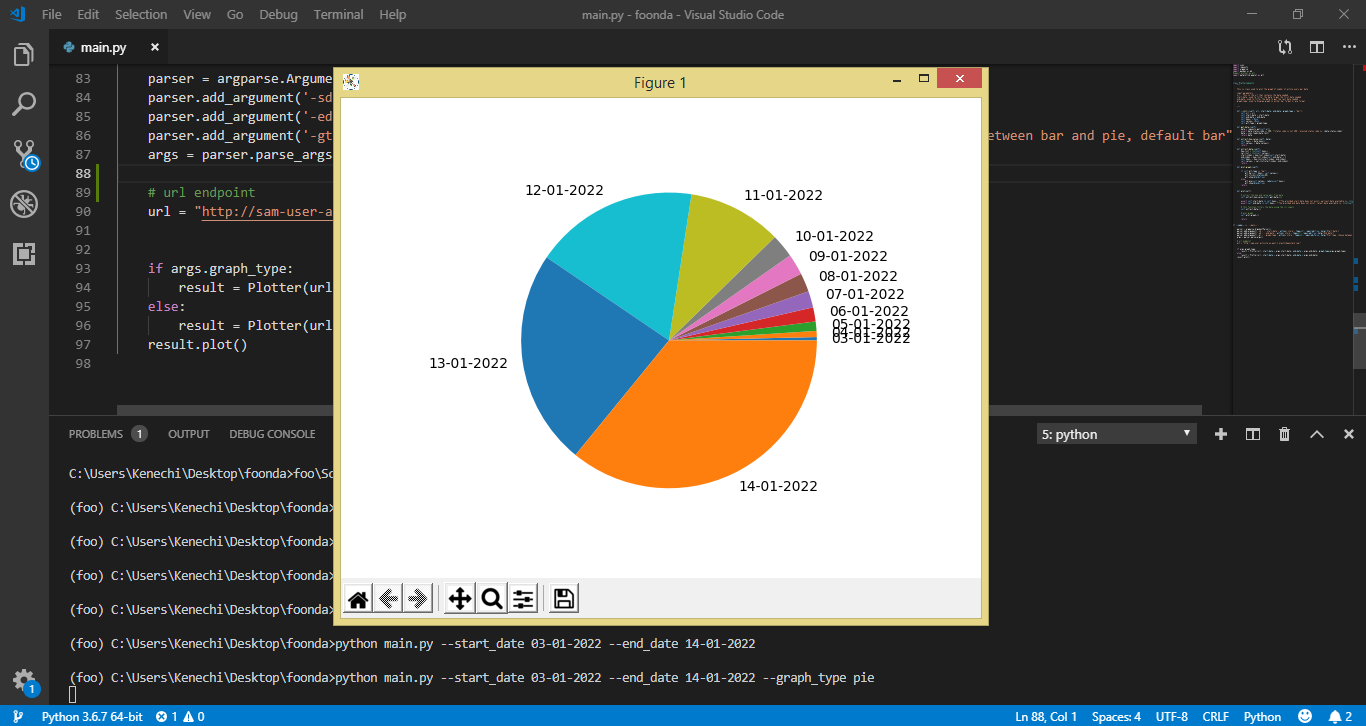 File Edit Selection View Go Debug Terminal Help main.py - foonda - Visual Studio Code
main.py
83 parser = argparse.Argume
84 parser.add_argument('-sd
85 parser.add_argument('-ed
86 parser.add_argument('-gt etween bar and pie, default bar"
87 args = parser.parse_args
88
89 # url endpoint
90 url = "http://sam-user-a
91
92
93 if args.graph_type:
94 result = Plotter(url
95 else:
96 result = Plotter(url
97 result.plot()
98
Figure 1
12-01-2022
11-01-2022
10-01-2022
09-01-2022
08-01-2022
07-01-2022
06-01-2022
05-01-2022
04-01-2022
03-01-2022
13-01-2022
14-01-2022
PROBLEMS 1 OUTPUT DEBUG CONSOLE 5: python
C:\Users\Kenechi\Desktop\foonda>foo\Sc
(foo) C:\Users\Kenechi\Desktop\foonda>
(foo) C:\Users\Kenechi\Desktop\foonda>
(foo) C:\Users\Kenechi\Desktop\foonda>
(foo) C:\Users\Kenechi\Desktop\foonda>
(foo) C:\Users\Kenechi\Desktop\foonda>python main.py --start_date 03-01-2022 --end_date 14-01-2022
(foo) C:\Users\Kenechi\Desktop\foonda>python main.py --start_date 03-01-2022 --end_date 14-01-2022 --graph_type pie
1
Python 3.6.7 64-bit 1 0 Ln 88, Col 1 Spaces: 4 UTF-8 CRLF Python 2